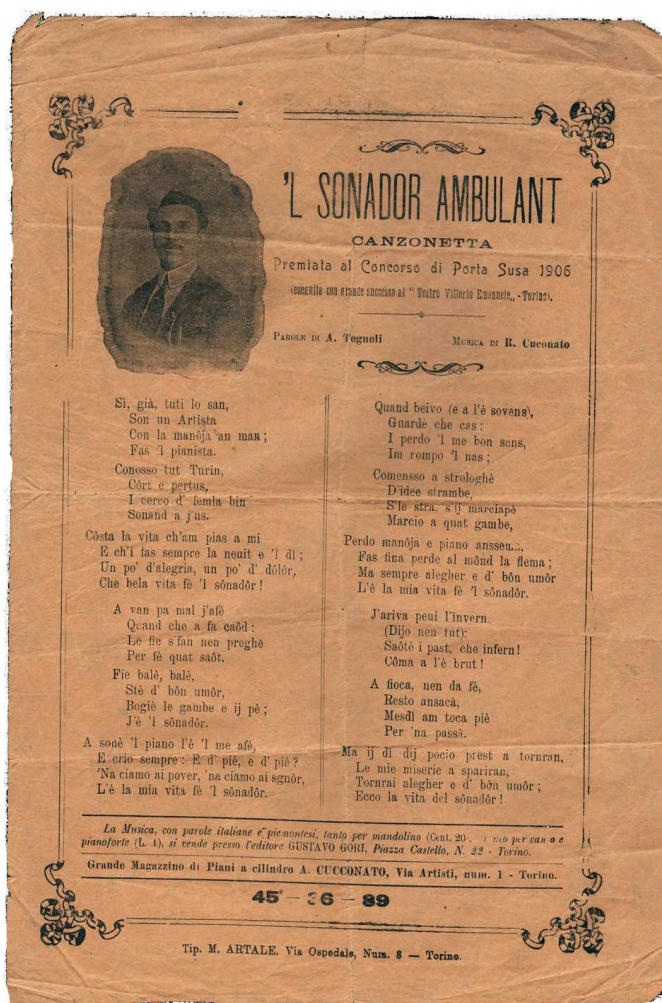 'L SONADOR AMBULANT
CANZONETTA
Premiata al Concorso di Porta Susa 1906
(eseguita con grande successo al " Teatro Vittorio Emanuele„ - Torino).
PAROLE DI A. Tognoli
MUSICA DI R. Cuconato
Sì, già, tuti lo san,
Son un Artista
Con la manôja an man;
Fas 'l pianista.
Conosso tut Turin,
Côrt e pertus,
I cerco d' femla bin
Sonand a j'us.
Côsta la vita ch'am pias a mi
E ch'i fas sempre la neuit e 'l dì;
Un po' d'alegria, un po' d' dôlôr,
Che bela vita fè 'l sônadôr!
A van pa mal j'afè
Quand che a fa caôd:
Le fie s'fan nen preghè
Per fè quat saôt.
Fie balè, balè,
Stè d' bôn umôr,
Bogiè le gambe e ij pè;
J'è 'l sônadôr.
A sonè 'l piano l'è 'l me afè,
E crio sempre: E d' piè, e d' piè?
'Na ciamo ai pover, 'na ciamo ai sgnôr,
L'è la mia vita fè 'l sônadôr.
Quand beivo (e a l'è sovens),
Guardè che cas:
I perdo 'l me bon sens,
Im rompo 'l nas;
Comensso a strologhè
D'idee strambe,
S'le stra, s'ij marciapè
Marcio a quat gambe,
Perdo manôja e piano
Fas fina perde al mônd la flema;
Ma sempre alegher e d' bôn umôr
L'è la mia vita fè 'l sônadôr.
J'ariva peui l'invern
(Dijo nen tut):
Saôtè i past, che infern!
Côma a l'è brut!
A fioca, nen da fè,
Resto ansacà,
Mesdì am toca piè
Per 'na passà.
Ma ij dì dij pocio prest a tornran,
Le mie miserie a spariran,
Tornrai alegher e d' bôn umôr;
Ecco la vita del sônadôr!
La Musica, con parole italiane e piemontesi, tanto per mandolino (Cent. 20
pianoforte (L. 1), si vende presso l'editore GUSTAVO GORI, Piazza Castello, N. 22 - Torino.
Grande Magazzino di Piani a cilindro A. CUCCONATO, Via Artisti, num. 1 - Torino.
45 - 36 - 89
Tip. M. ARTALE. Via Ospedale, Num. 8 — Torino.